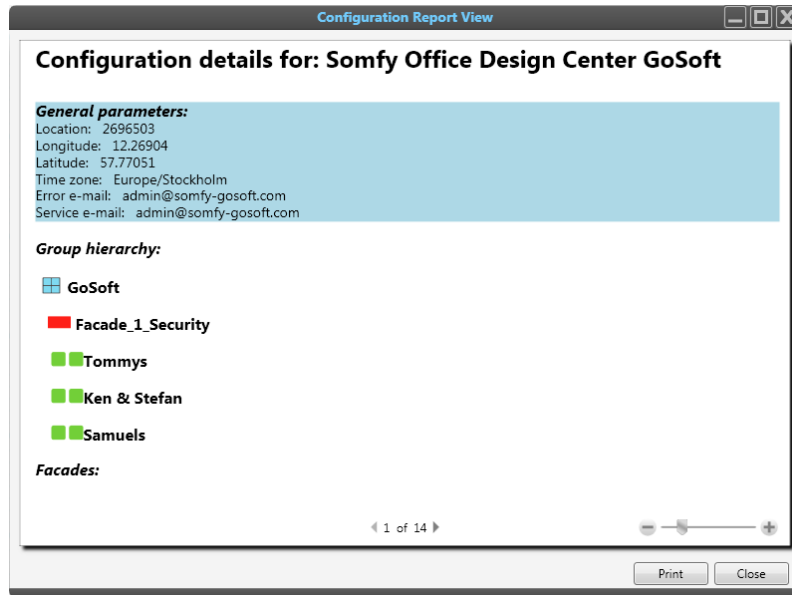 Configuration Report View
Configuration details for: Somfy Office Design Center GoSoft
General parameters:
Location: 2696503
Longitude: 12.26904
Latitude: 57.77051
Time zone: Europe/Stockholm
Error e-mail: admin@somfy-gosoft.com
Service e-mail: admin@somfy-gosoft.com
Group hierarchy:
GoSoft
Facade_1_Security
Tommys
Ken & Stefan
Samuels
Facades:
1 of 14
Print Close